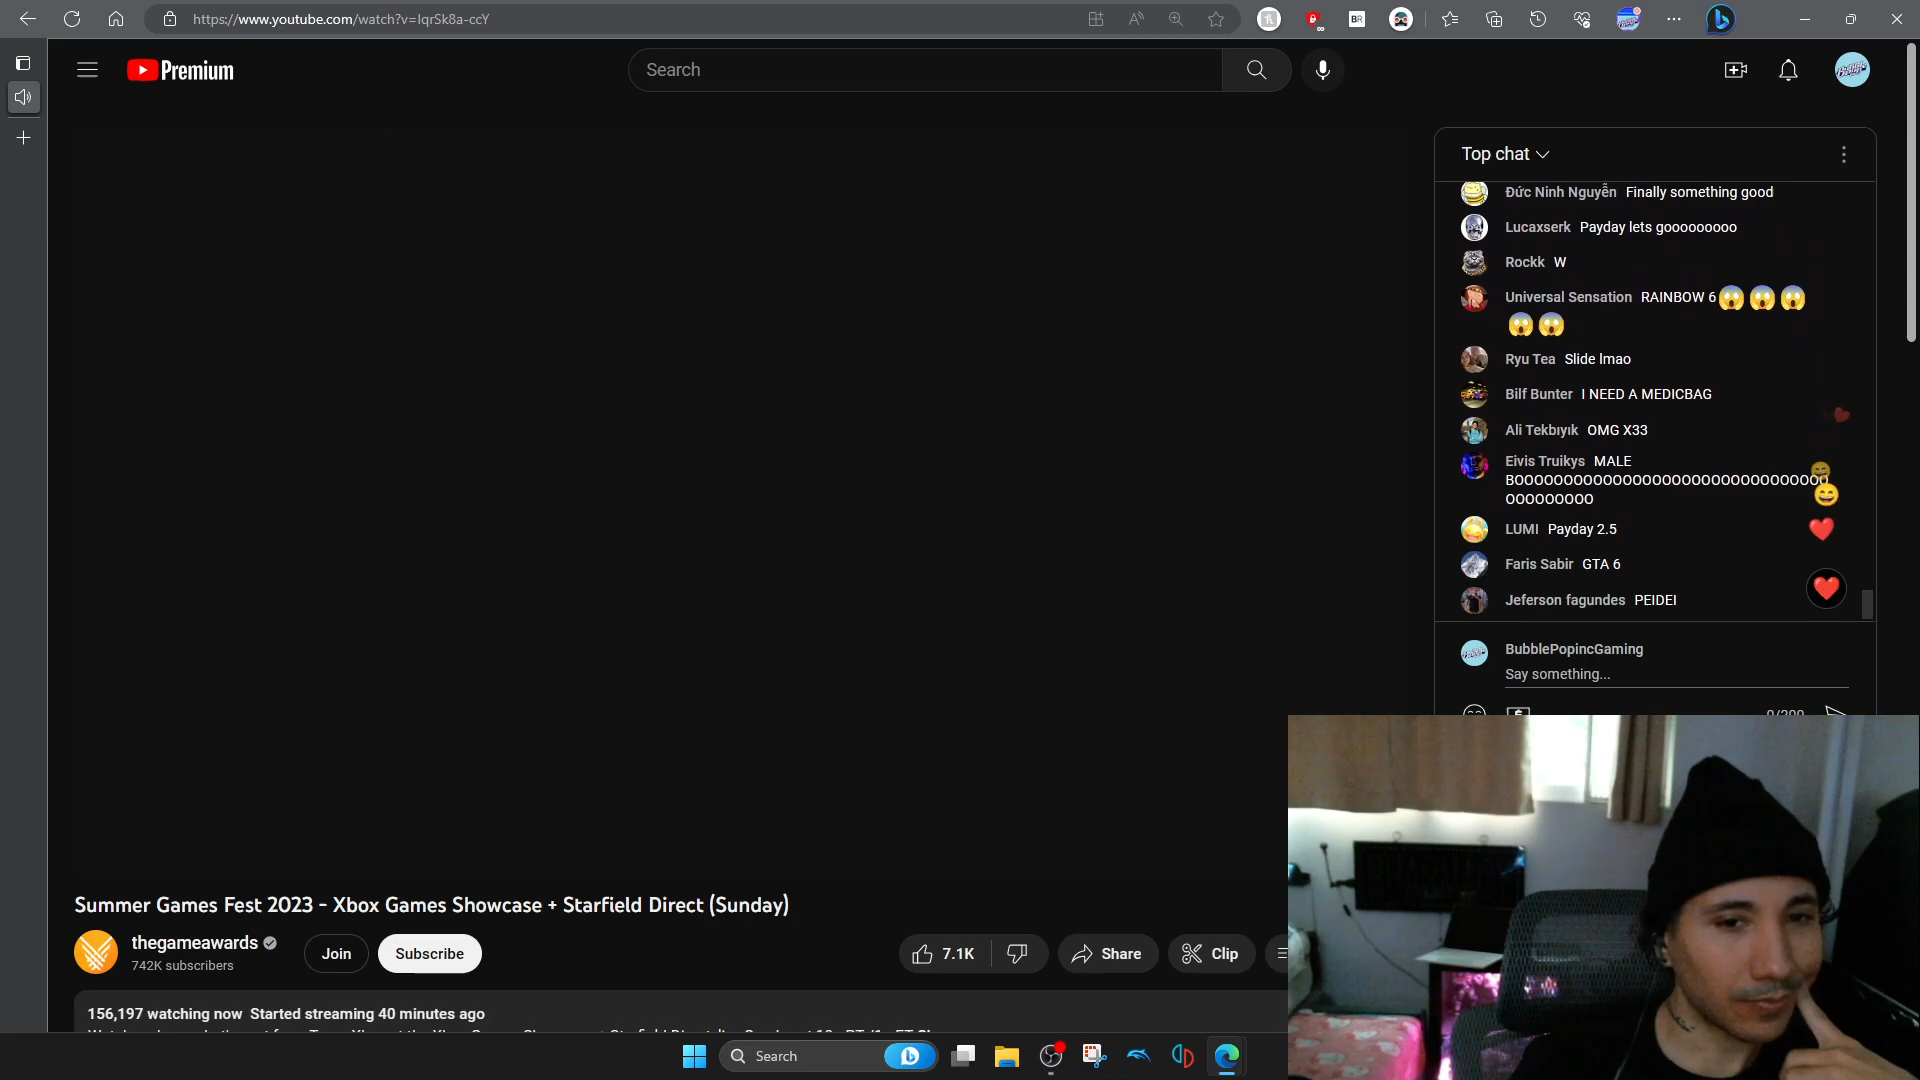 https://www.youtube.com/watch?v=IqrSk8a-ccY
BR
Premium
Search
Top chat
Đức Ninh Nguyễn Finally something good
Lucaxserk Payday lets gooooooooo
Rockk W
Universal Sensation RAINBOW 6😱😱😱
😱😱
Ryu Tea Slide lmao
Bilf Bunter I NEED A MEDICBAG
Ali Tekbıyık OMG X33
Eivis Truikys MALE
BOOOOOOOOOOOOOOOOOOOOOOOOOOOOOOO
OOOOOOOOO
LUMI Payday 2.5
Faris Sabir GTA 6
Jeferson fagundes PEIDEI
BubblePopincGaming
Say something...
0/200
Summer Games Fest 2023 - Xbox Games Showcase + Starfield Direct (Sunday)
thegameawards
742K subscribers
Join
Subscribe
7.1K
Share
Clip
156,197 watching now Started streaming 40 minutes ago
Search